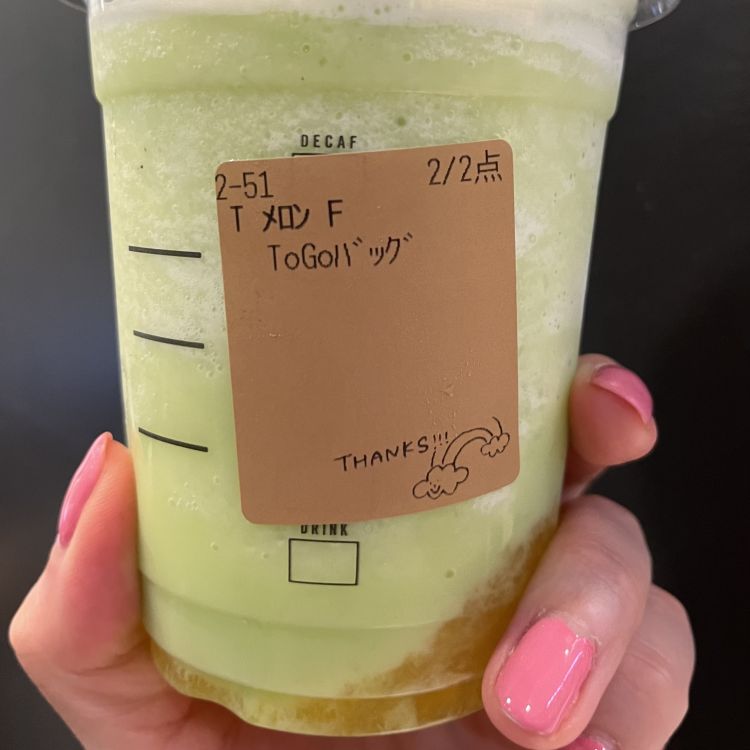 DECAF
2-51 2/2点
T ﾒﾛﾝ F
ToGoﾊﾞｯｸﾞ
THANKS!!!
DRINK